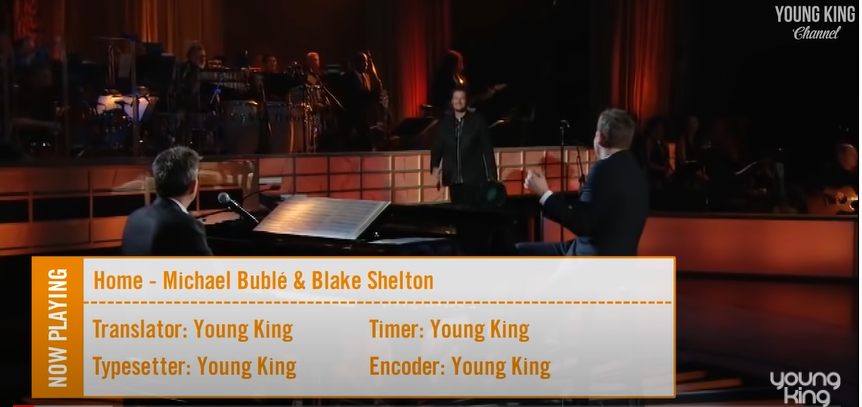 YOUNG KING
Channel
NOW PLAYING
Home - Michael Bublé & Blake Shelton
Translator: Young King
Timer: Young King
Typesetter: Young King
Encoder: Young King
young
king